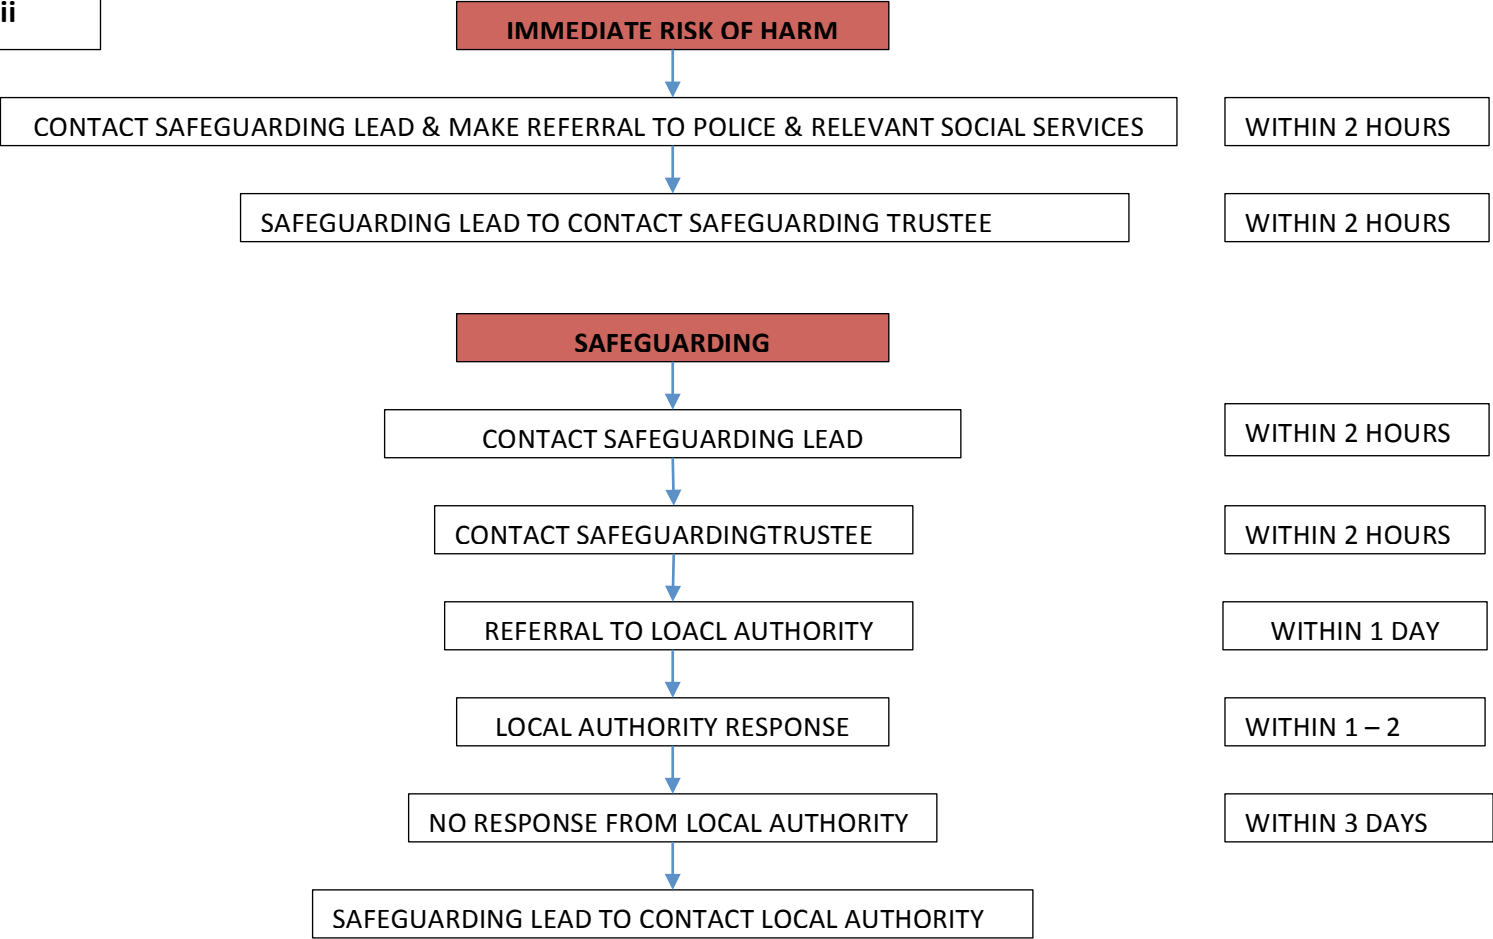 ii
IMMEDIATE RISK OF HARM
CONTACT SAFEGUARDING LEAD & MAKE REFERRAL TO POLICE & RELEVANT SOCIAL SERVICES
WITHIN 2 HOURS
SAFEGUARDING LEAD TO CONTACT SAFEGUARDING TRUSTEE
WITHIN 2 HOURS
SAFEGUARDING
CONTACT SAFEGUARDING LEAD
WITHIN 2 HOURS
CONTACT SAFEGUARDINGTRUSTEE
WITHIN 2 HOURS
REFERRAL TO LOACL AUTHORITY
WITHIN 1 DAY
LOCAL AUTHORITY RESPONSE
WITHIN 1 – 2
NO RESPONSE FROM LOCAL AUTHORITY
WITHIN 3 DAYS
SAFEGUARDING LEAD TO CONTACT LOCAL AUTHORITY